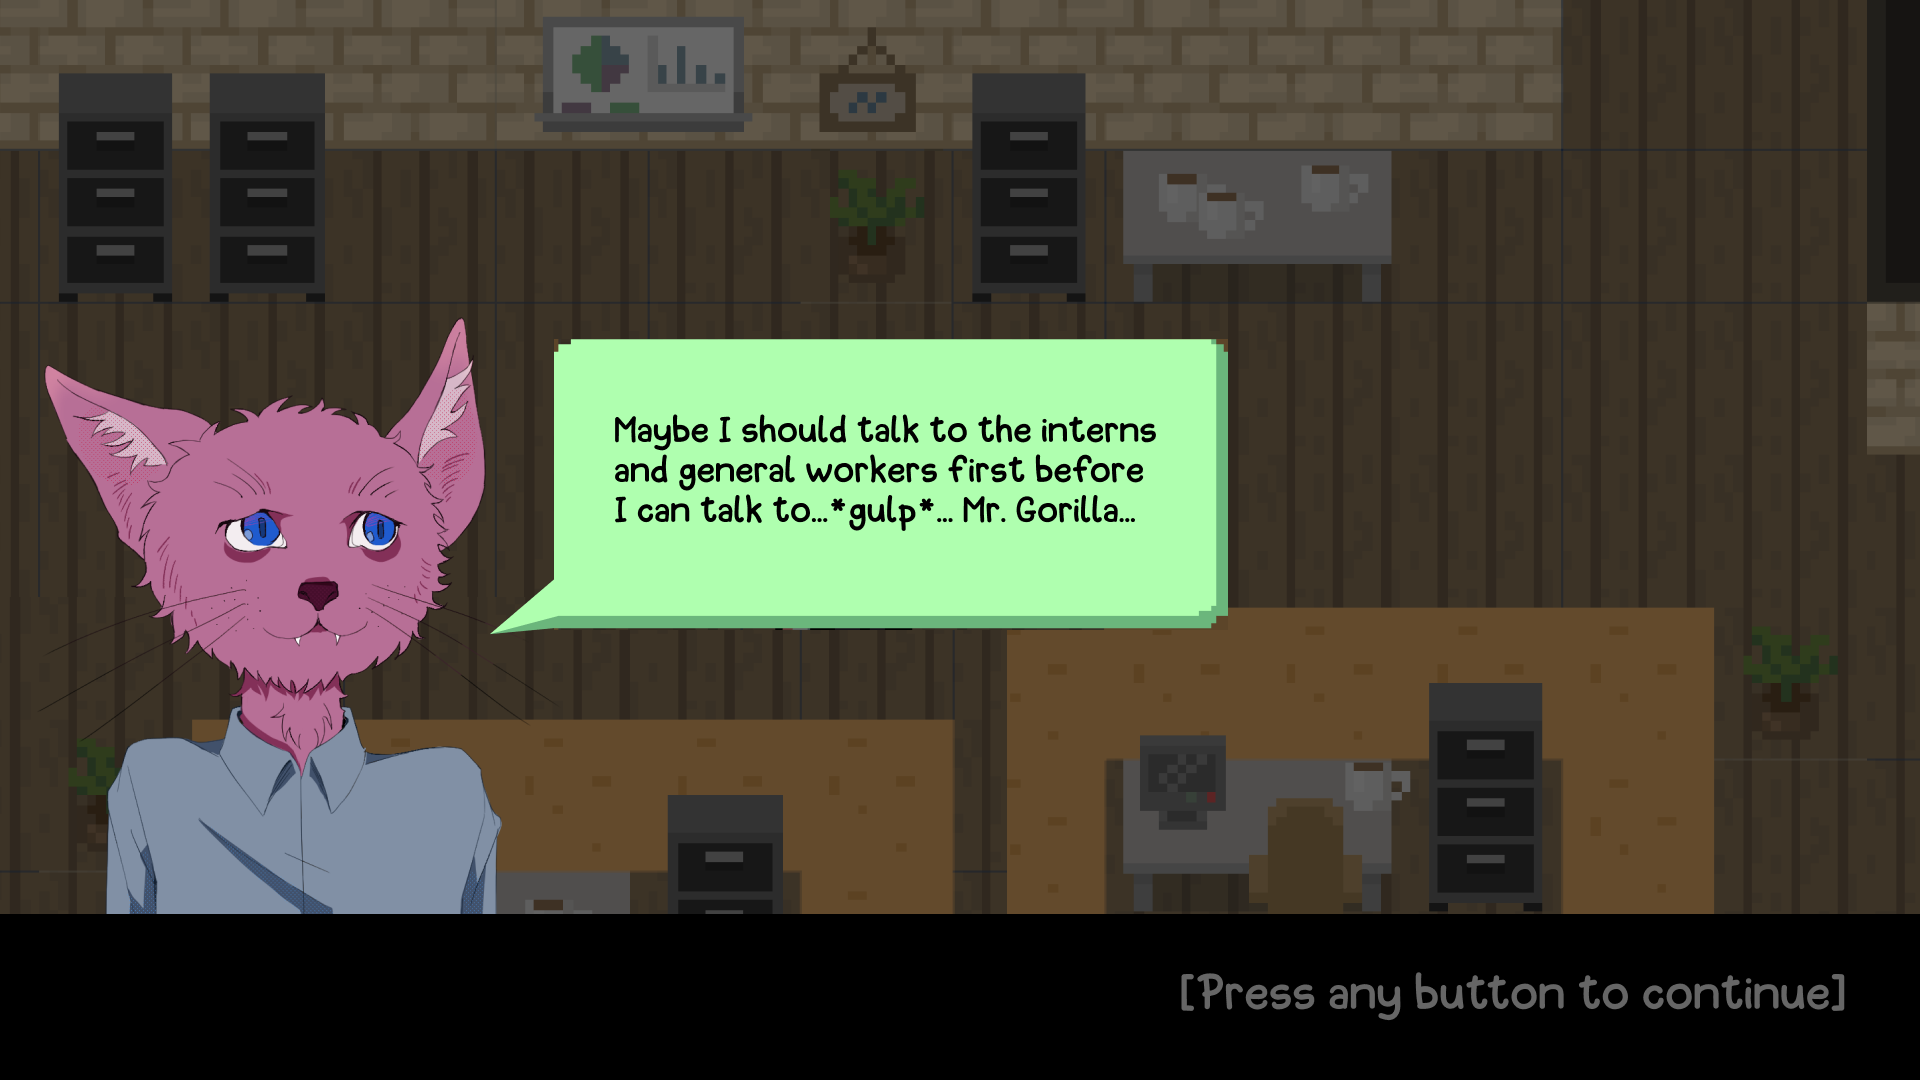 Maybe I should talk to the interns
and general workers first before
I can talk to...*gulp*... Mr. Gorilla...
[Press any button to continue]